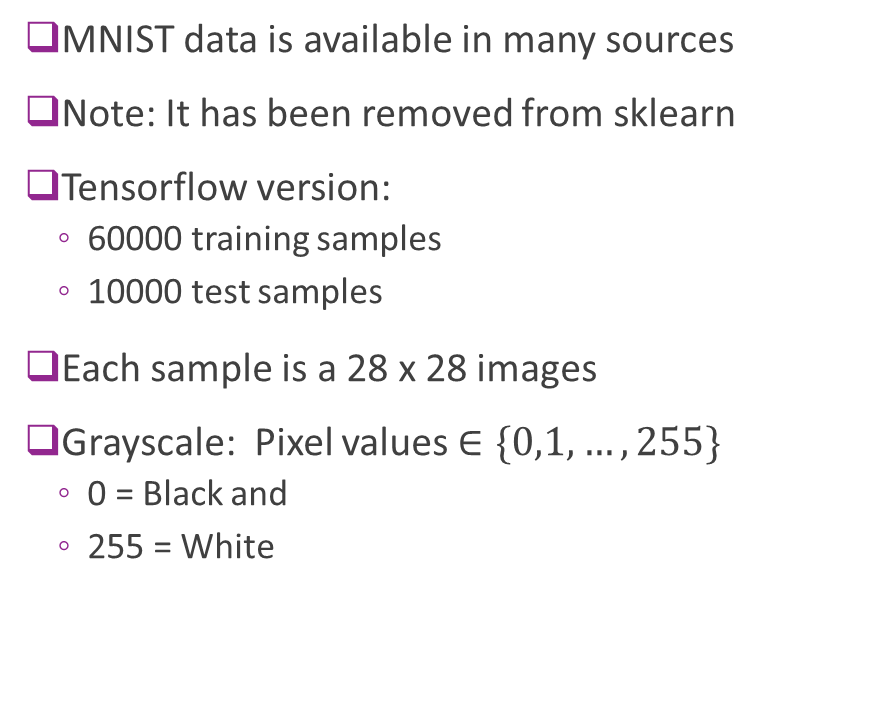 ❑MNIST data is available in many sources
❑Note: It has been removed from sklearn
❑Tensorflow version:
◦ 60000 training samples
◦ 10000 test samples
❑Each sample is a 28 x 28 images
❑Grayscale:  Pixel values ∈ {0,1, … , 255}
◦ 0 = Black and
◦ 255 = White